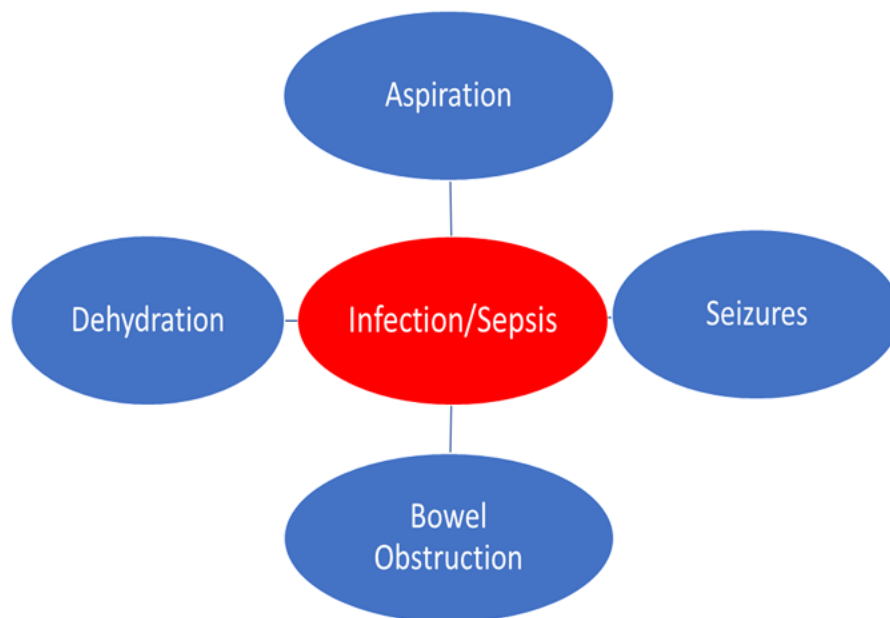 Aspiration
Dehydration
Infection/Sepsis
Seizures
Bowel
Obstruction